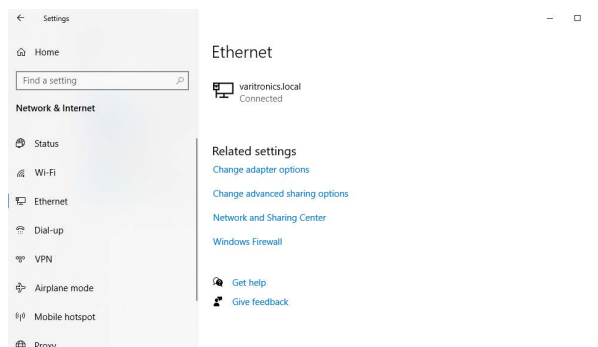 Settings
Home
Find a setting
Network & Internet
Status
Wi-Fi
Ethernet
Dial-up
VPN
Airplane mode
Mobile hotspot
Proxy
Ethernet
varitronics.local
Connected
Related settings
Change adapter options
Change advanced sharing options
Network and Sharing Center
Windows Firewall
Get help
Give feedback